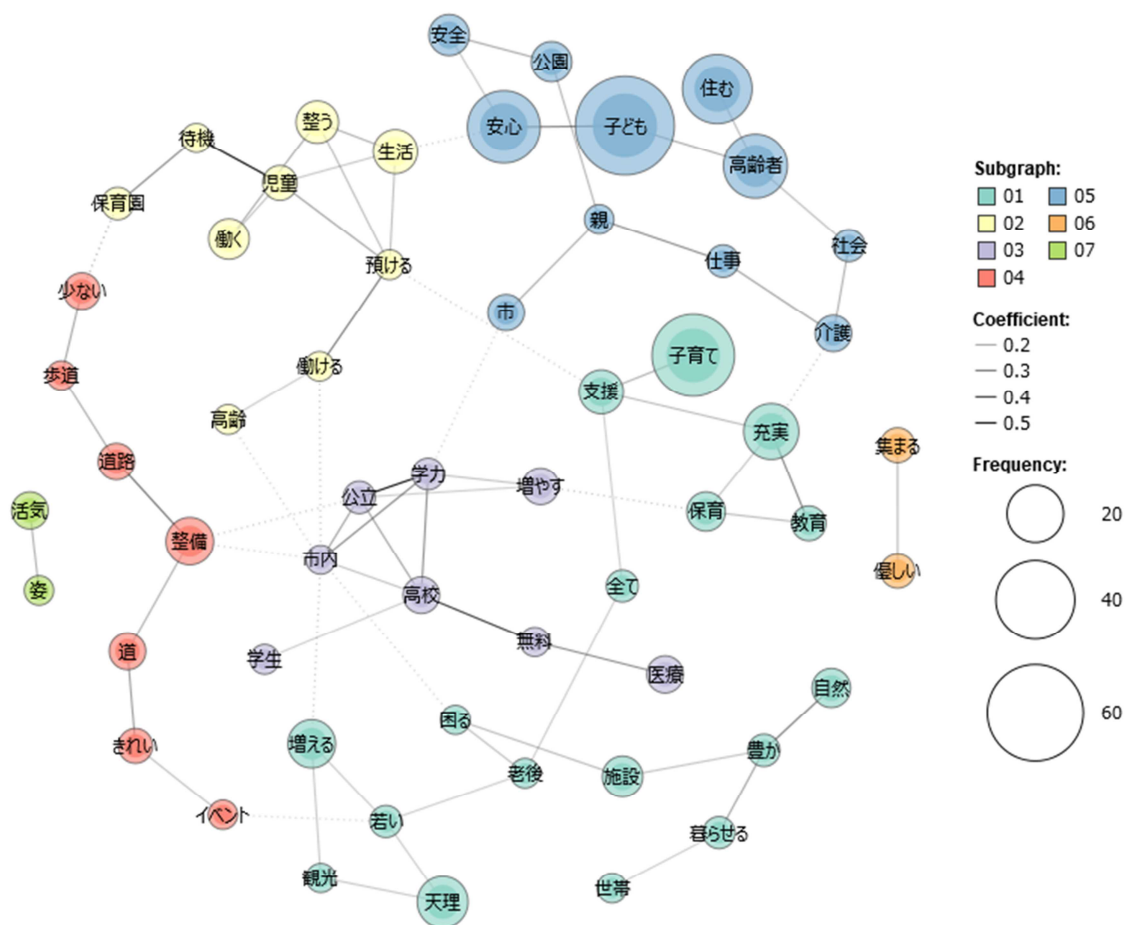 安全
公園
住む
安心
子ども
整う
待機
生活
高齢者
児童
保育園
親
働く
社会
仕事
預ける
少ない
市
介護
子育て
働ける
歩道
支援
高齢
充実
集まる
道路
学力
増やす
公立
活気
保育
教育
整備
市内
優しい
姿
高校
全て
無料
道
学生
医療
自然
困る
増える
きれい
豊か
老後
施設
イベント
若い
暮らせる
観光
世帯
天理
Subgraph:
01 05
02 06
03 07
04
Coefficient:
0.2
0.3
0.4
0.5
Frequency:
20
40
60